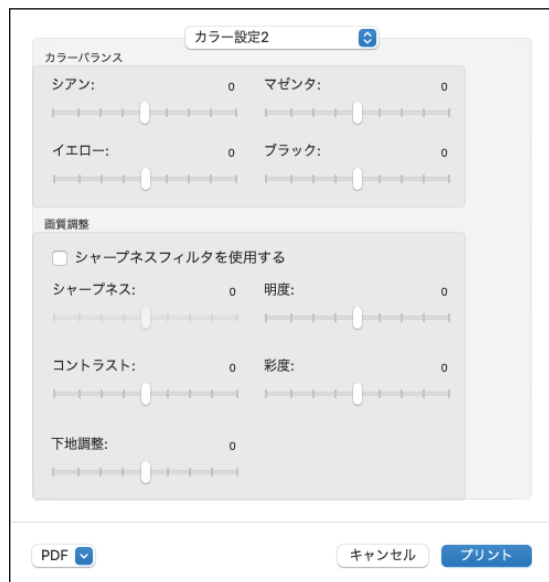 カラー設定2
カラーバランス
シアン: 0 マゼンタ: 0
イエロー: 0 ブラック: 0
画質調整
シャープネスフィルタを使用する
シャープネス: 0 明度: 0
コントラスト: 0 彩度: 0
下地調整: 0
PDF キャンセル プリント